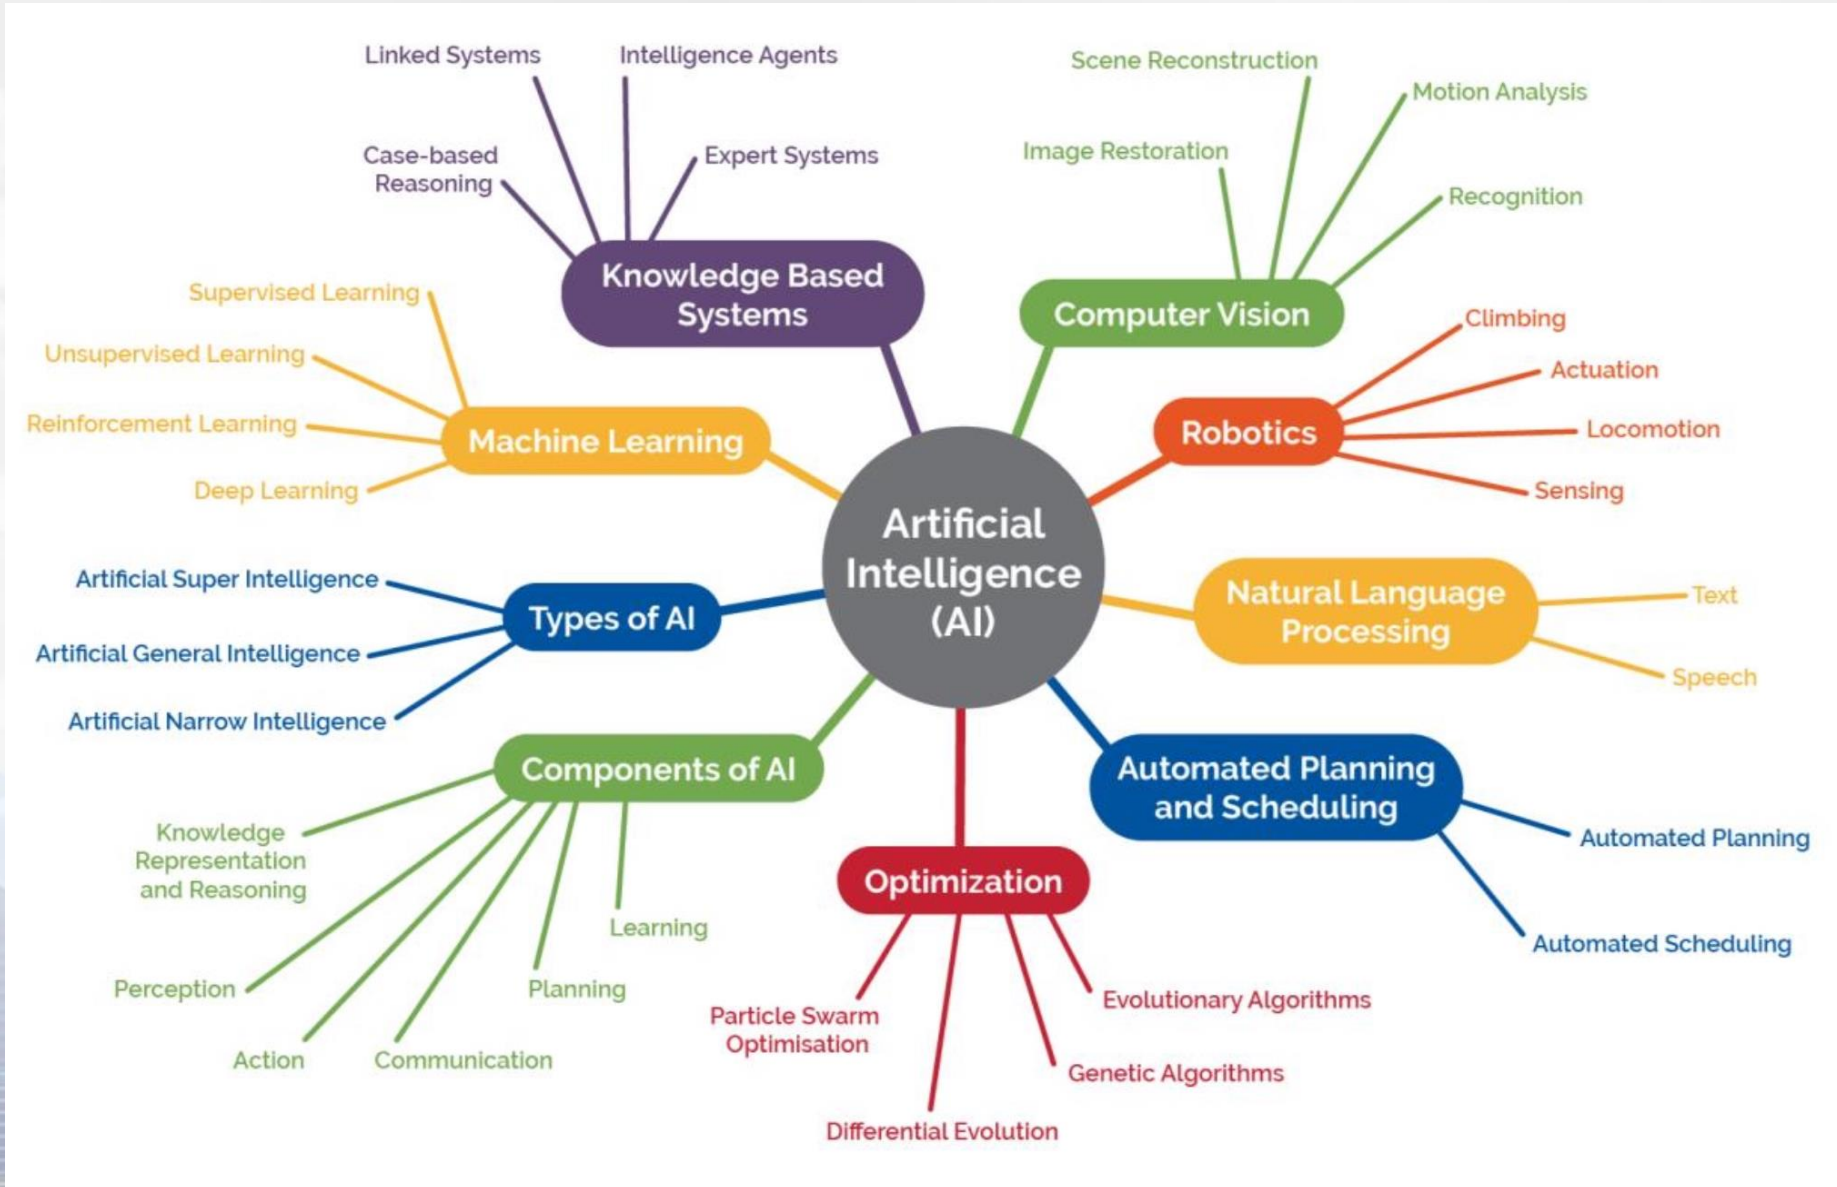 Linked Systems
Intelligence Agents
Case-based
Reasoning
Expert Systems
Knowledge Based
Systems
Scene Reconstruction
Motion Analysis
Image Restoration
Recognition
Computer Vision
Supervised Learning
Unsupervised Learning
Reinforcement Learning
Deep Learning
Machine Learning
Climbing
Actuation
Locomotion
Sensing
Robotics
Artificial
Intelligence
(AI)
Artificial Super Intelligence
Artificial General Intelligence
Artificial Narrow Intelligence
Types of AI
Natural Language
Processing
Text
Speech
Components of AI
Knowledge
Representation
and Reasoning
Perception
Action
Communication
Planning
Learning
Optimization
Particle Swarm
Optimisation
Differential Evolution
Genetic Algorithms
Evolutionary Algorithms
Automated Planning
and Scheduling
Automated Planning
Automated Scheduling